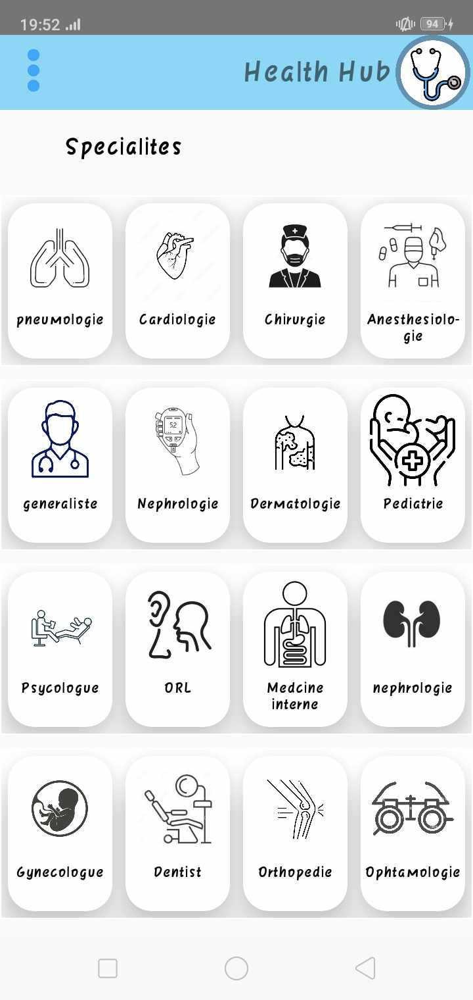 19:52
94
Health Hub
Specialites
pneumologie
Cardiologie
Chirurgie
Anesthesiolo-
gie
52
generaliste
Nephrologie
Dermatologie
Pediatrie
Psycologue
ORL
Medcine
interne
nephrologie
Gynecologue
Dentist
Orthopedie
Ophtamologie